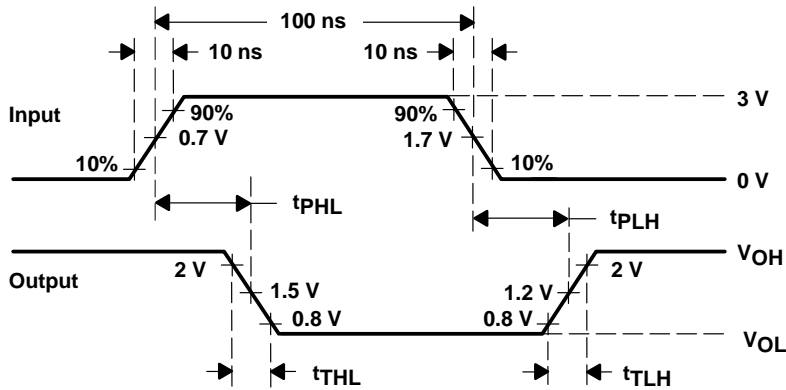 100 ns
10 ns 10 ns
3 V
Input 90% 90%
0.7 V 1.7 V
10% 10%
0 V
tPHL tPLH
VOH
2 V 2 V
Output
1.5 V 1.2 V
0.8 V 0.8 V
VOL
tTHL tTLH